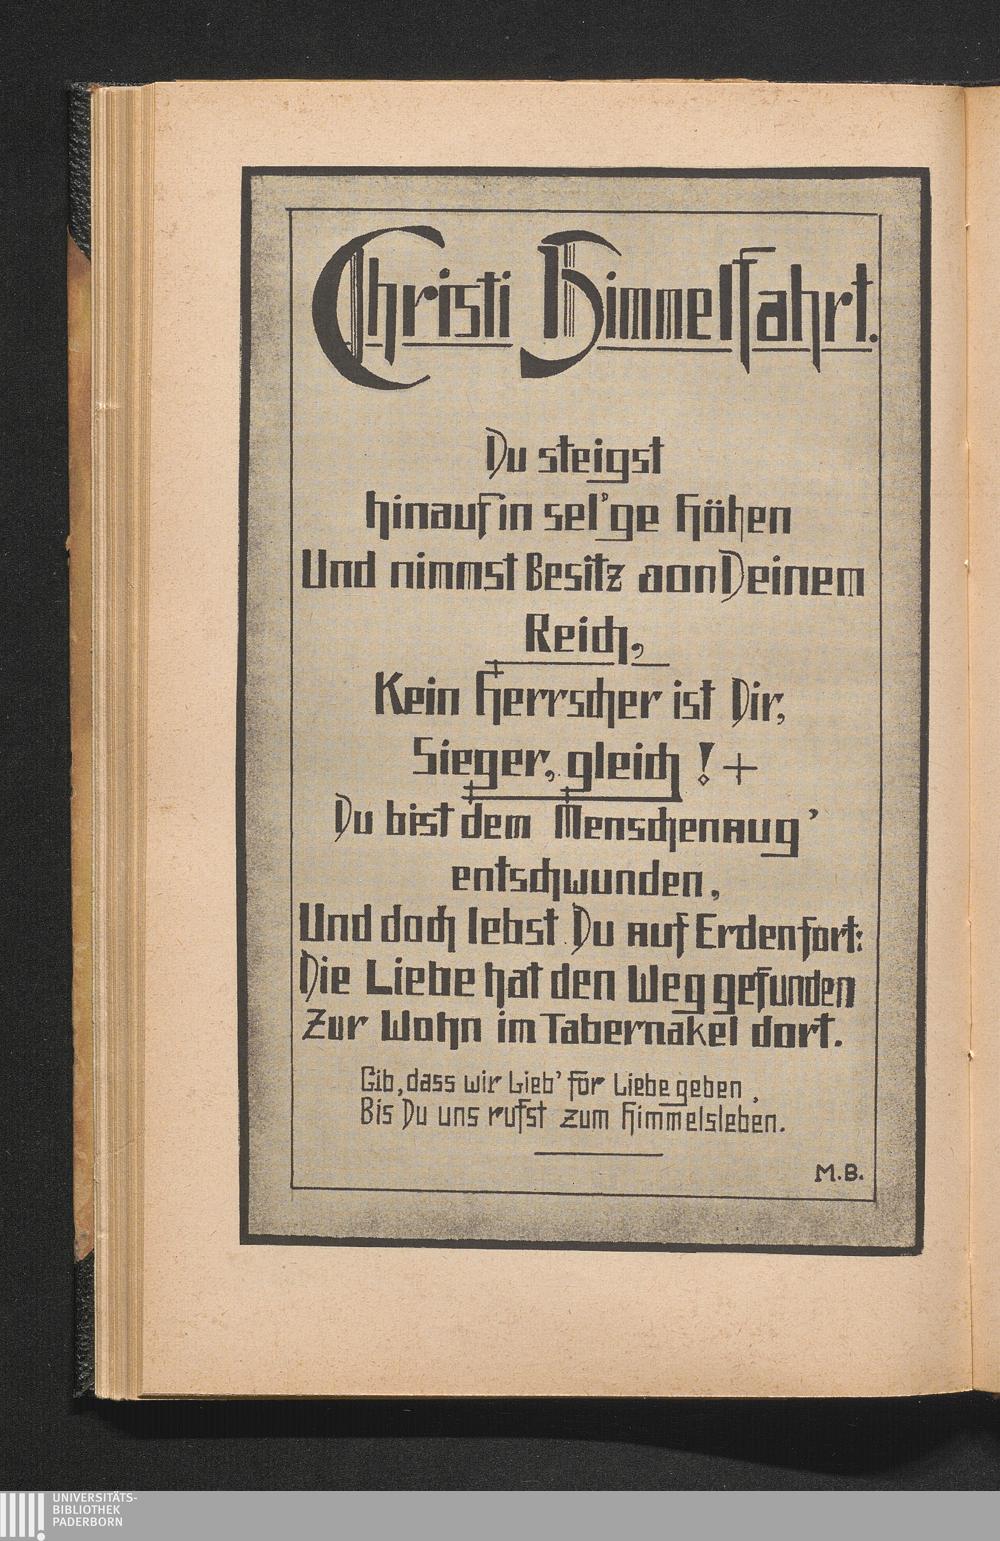 Christi Himmelfahrt.
Du steigst
hinauf in sel'ge Höhen
Und nimmst Besitz von Deinem
Reich,
Kein Herrscher ist Dir,
Sieger, gleich! +
Du bist dem Menschenaug'
entschwunden,
Und doch lebst Du auf Erden fort:
Die Liebe hat den Weg gefunden
Zur Wohn im Tabernakel dort.
Gib, dass wir Lieb' für Liebe geben,
Bis Du uns rufst zum Himmelsleben.
M.B.
UNIVERSITÄTS-
BIBLIOTHEK
PADERBORN